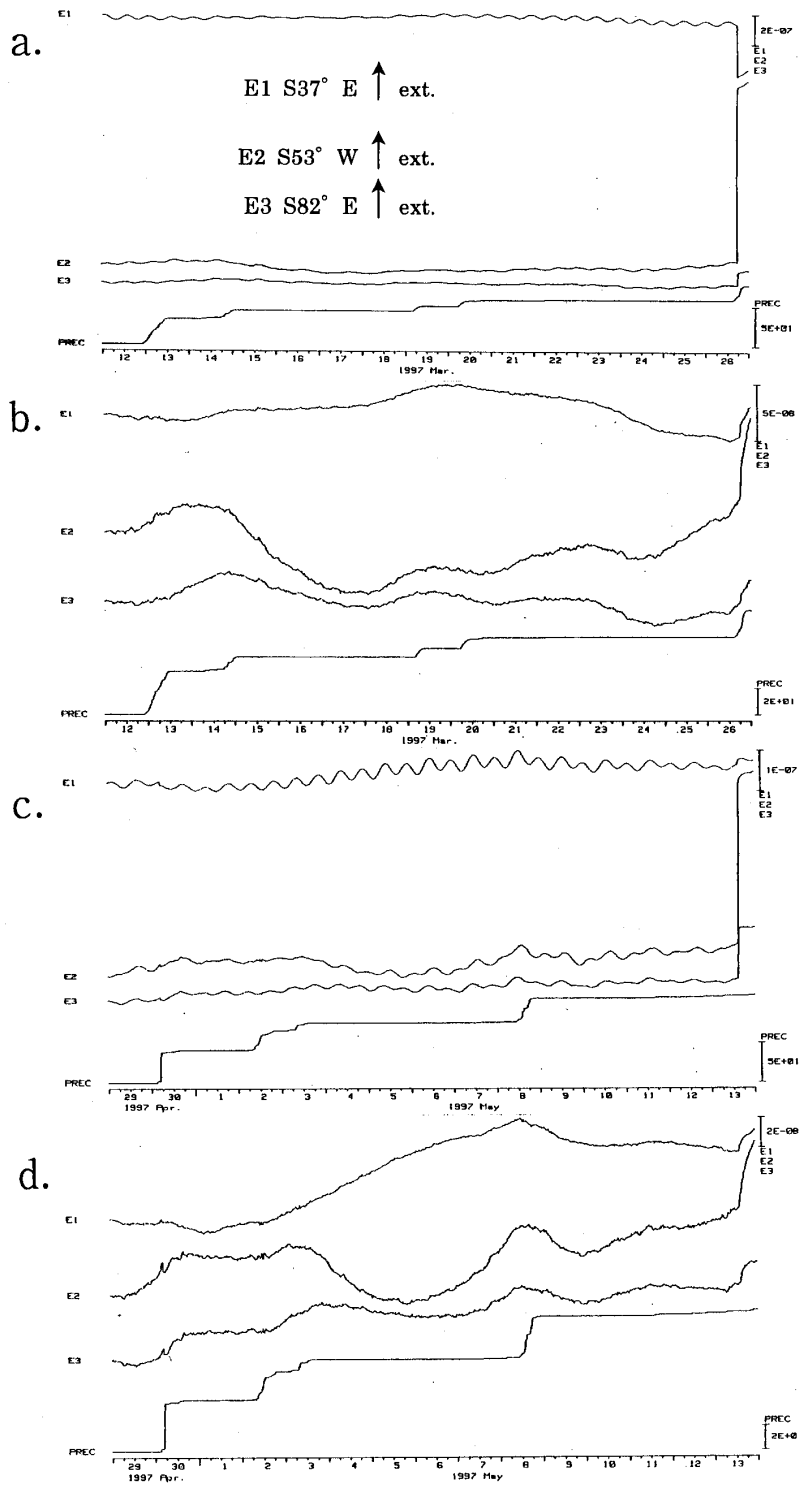 a.
E1
2E-07
E1
E2
E3
E1 S37° E ↑ ext.
E2 S53° W ↑ ext.
E3 S82° E ↑ ext.
E2
E3
PREC
PREC
5E+01
12 13 14 15 16 17 18 19 20 21 22 23 24 25 26
1997 Mar.
b.
E1
5E-08
E1
E2
E3
E2
E3
PREC
PREC
2E+01
12 13 14 15 16 17 18 19 20 21 22 23 24 25 26
1997 Mar.
c.
E1
1E-07
E1
E2
E3
E2
E3
PREC
PREC
5E+01
29 30 1 2 3 4 5 6 7 8 9 10 11 12 13
1997 Apr. 1997 May
d.
2E-08
E1
E2
E3
E1
E2
E3
PREC
PREC
2E+0
29 30 1 2 3 4 5 6 7 8 9 10 11 12 13
1997 Apr. 1997 May